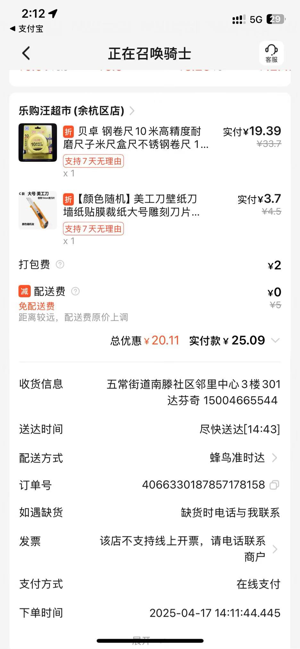 2:12
5G
29
支付宝
正在召唤骑士
客服
乐购汪超市(余杭区店)
折 贝卓 钢卷尺10米高精度耐
磨尺子米尺盒尺不锈钢卷尺 1...
实付¥19.39
¥33.7
支持7天无理由
x 1
折【颜色随机】美工刀壁纸刀
墙纸贴膜裁纸大号雕刻刀片...
实付¥3.7
¥4.5
大号 美工刀
支持7天无理由
x 1
打包费
¥2
减 配送费
¥0
免配送费
¥5
距离较远,配送费原价上调
总优惠 ¥20.11 实付款 ¥25.09
收货信息
五常街道南滕社区邻里中心3楼301
达芬奇 15004665544
送达时间
尽快送达[14:43]
配送方式
蜂鸟准时达
订单号
4066330187857178158
如遇缺货
缺货时电话与我联系
发票
该店不支持线上开票,请电话联系
商户
支付方式
在线支付
下单时间
2025-04-17 14:11:44.445